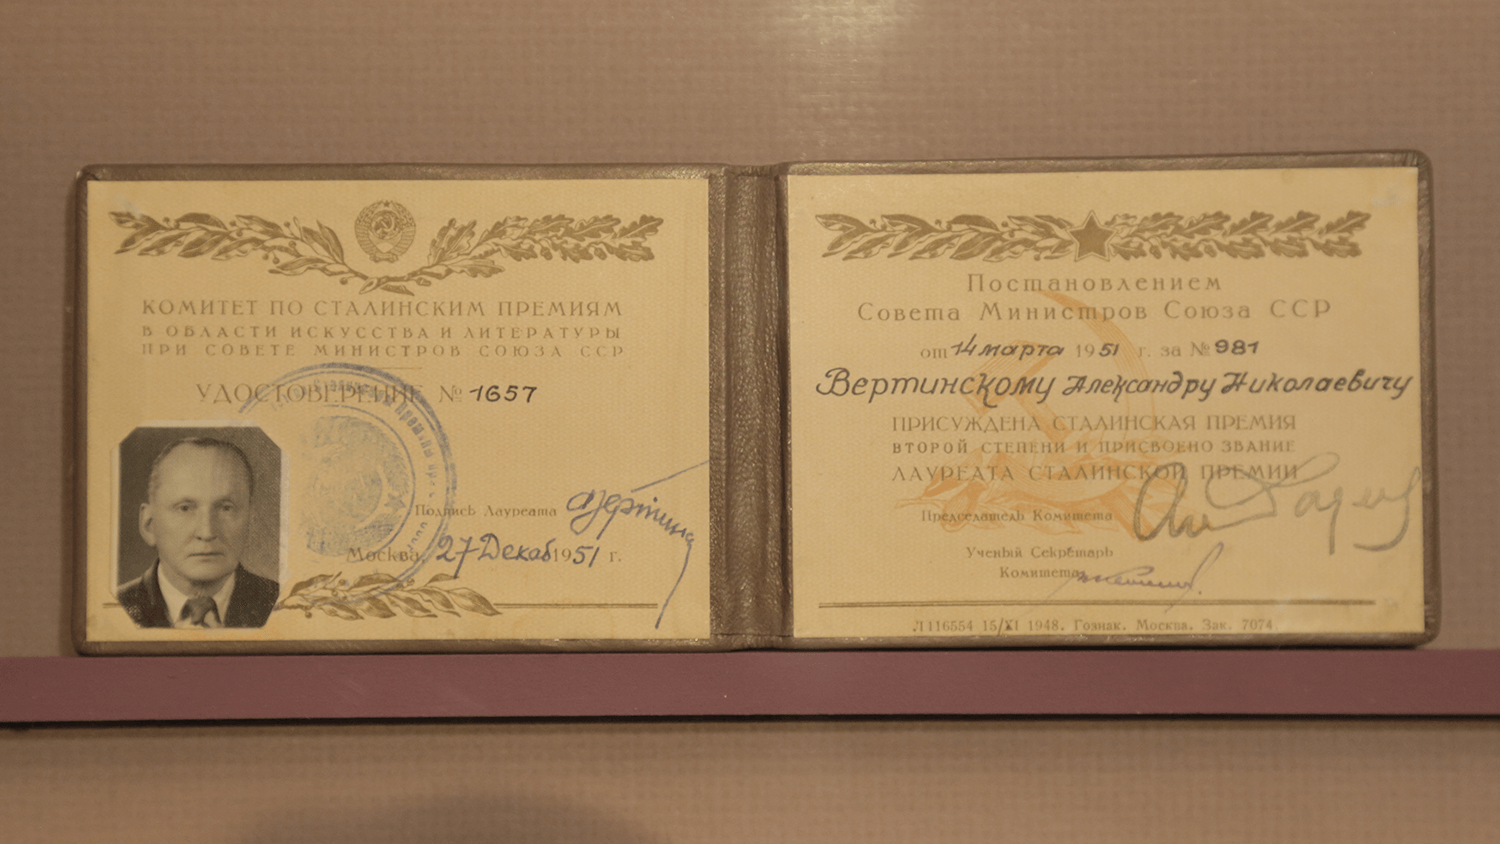 КОМИТЕТ ПО СТАЛИНСКИМ ПРЕМИЯМ
В ОБЛАСТИ ИСКУССТВА И ЛИТЕРАТУРЫ
ПРИ СОВЕТЕ МИНИСТРОВ СОЮЗА ССР
УДОСТОВЕРЕНИЕ № 1657
Подпись Лауреата
Москва, 27 Декаб 1951 г.
Постановлением
Совета Министров Союза ССР
от 14 марта 1951 г. за № 981
Вертинскому Александру Николаевичу
ПРИСУЖДЕНА СТАЛИНСКАЯ ПРЕМИЯ
ВТОРОЙ СТЕПЕНИ И ПРИСВОЕНО ЗВАНИЕ
ЛАУРЕАТА СТАЛИНСКОЙ ПРЕМИИ
Председатель Комитета
Ученый Секретарь
Комитета
Л116554 15/XI 1948. Гознак. Москва. Зак. 7074.